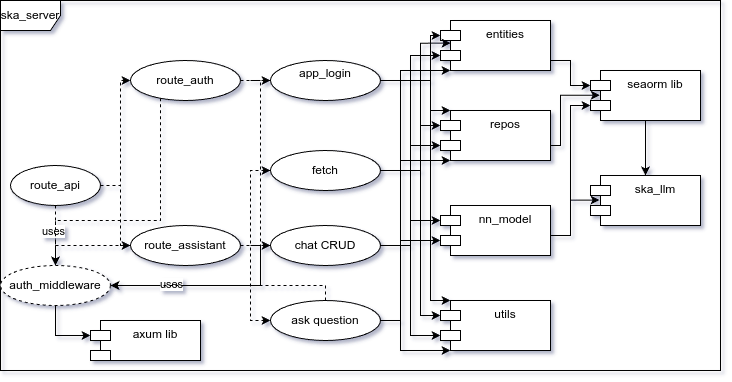 ska_server
entities
route_auth
app_login
seaorm lib
repos
fetch
route_api
ska_llm
nn_model
uses
route_assistant
chat CRUD
auth_middleware
uses
utils
ask question
axum lib